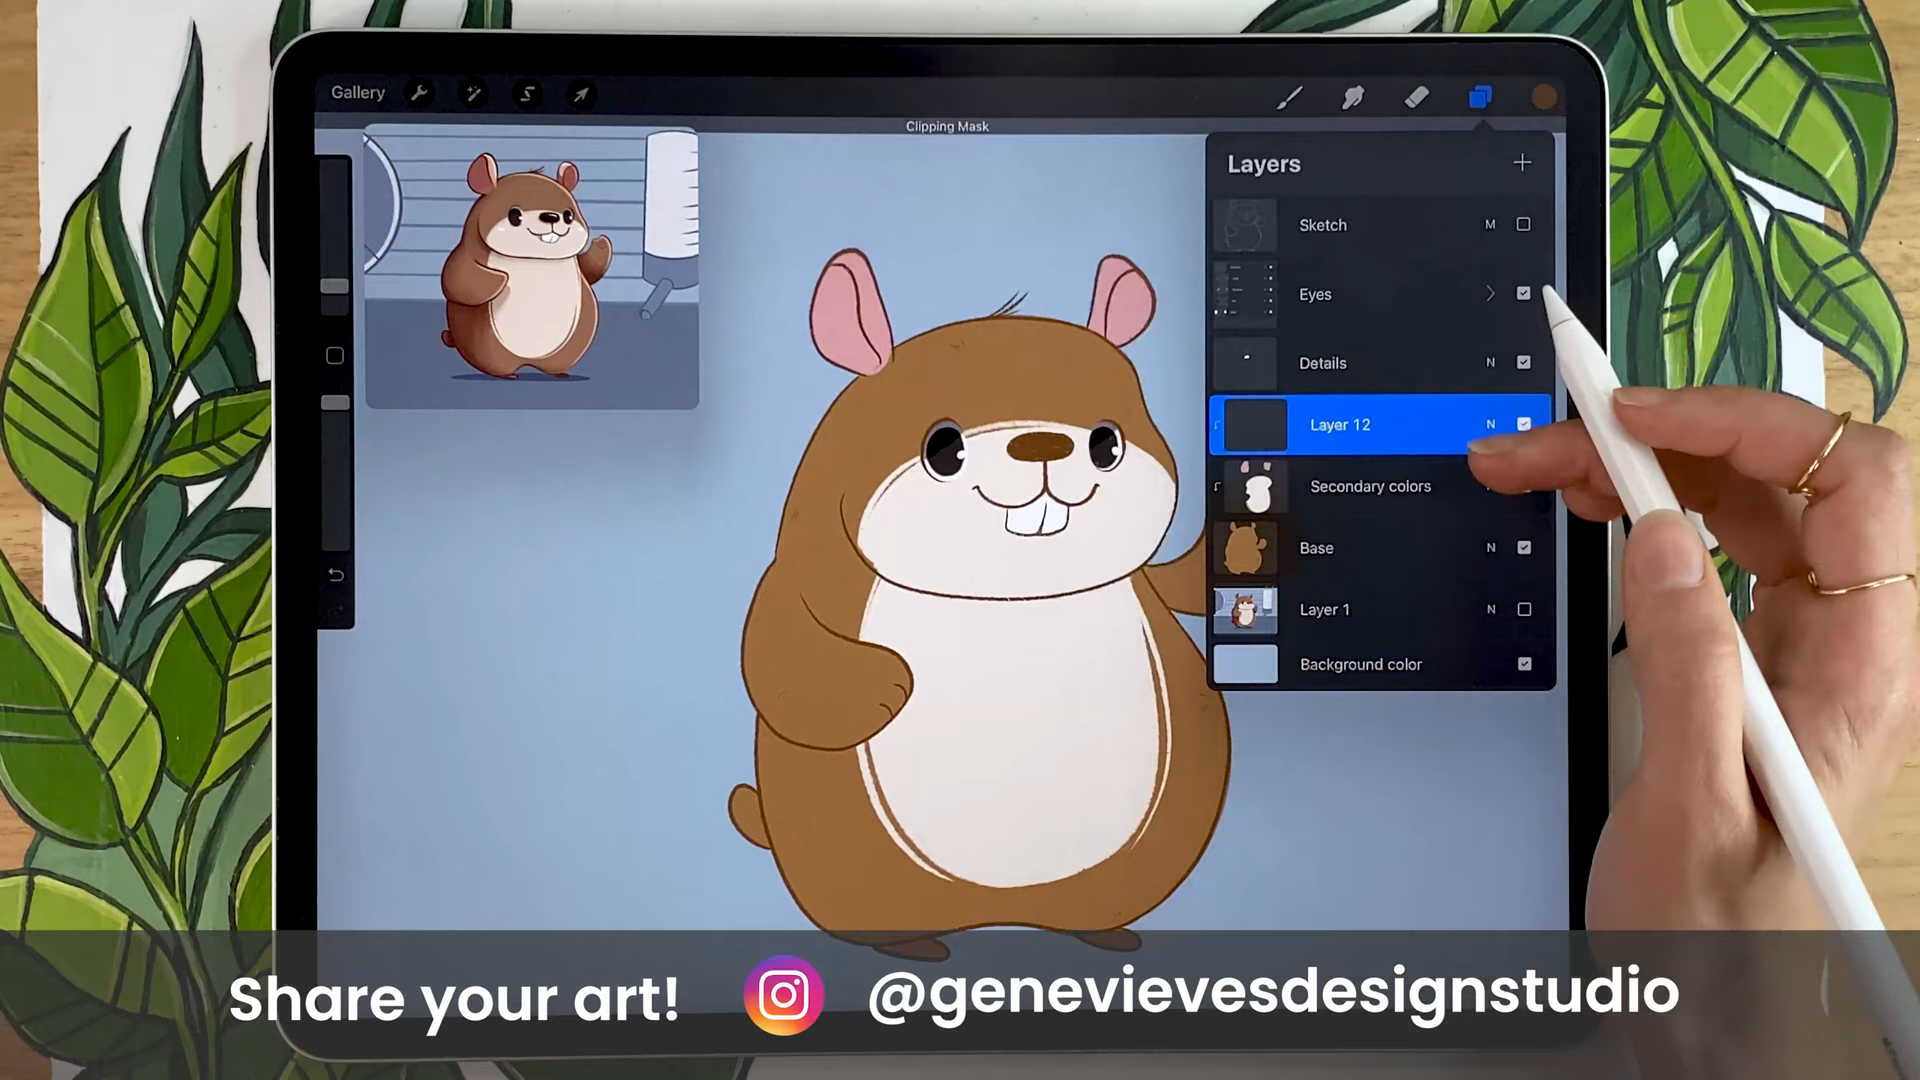 Gallery
Clipping Mask
Layers
Sketch M
Eyes
Details N
Layer 12 N
Secondary colors
Base N
Layer 1 N
Background color
Share your art! @genevievesdesignstudio